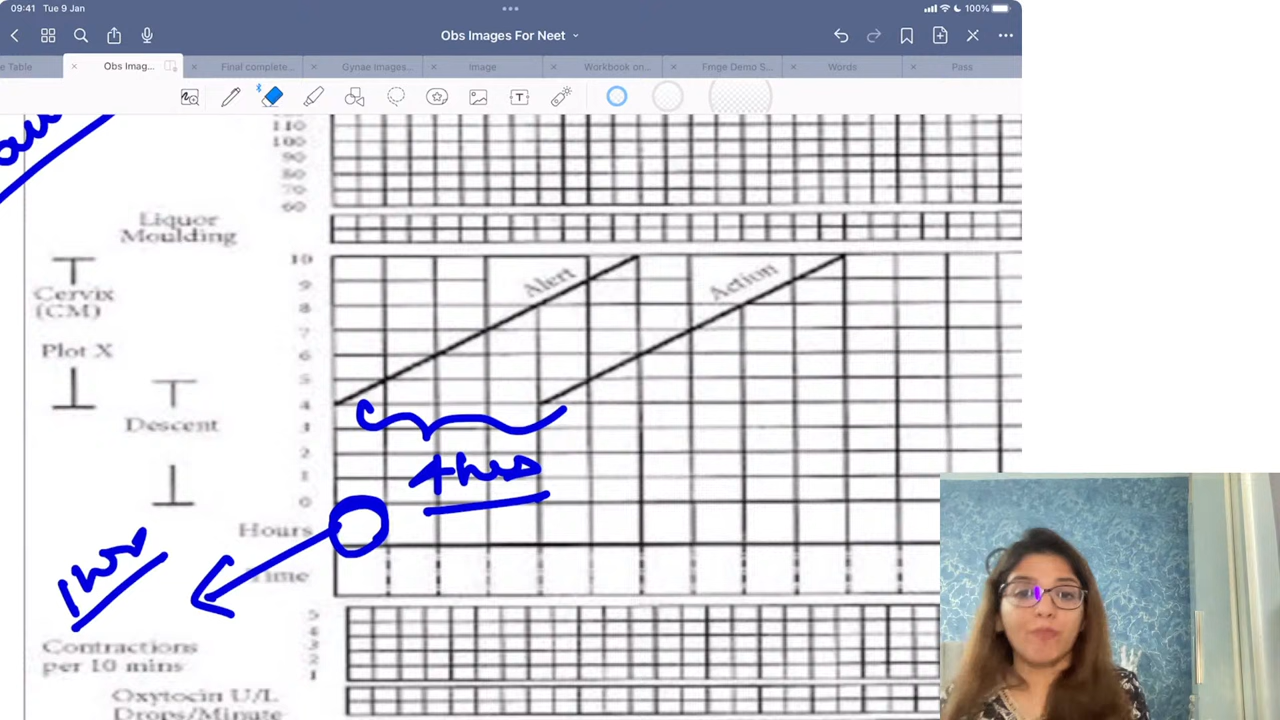 09:41 Tue 9 Jan
100%
Obs Images For Neet
e Table
Obs Imag...
Final complete...
Gynae Images...
Image
Workbook on...
Fmge Demo S...
Words
Pass
110
100
90
80
70
60
Liquor
Moulding
10
9
8
7
6
5
4
3
2
1
0
Cervix
(CM)
Plot X
Descent
Alert
Action
4hrs
Hours
1hr
Time
5
4
3
2
1
Contractions
per 10 mins
Oxytocin U/L
Drops/Minute